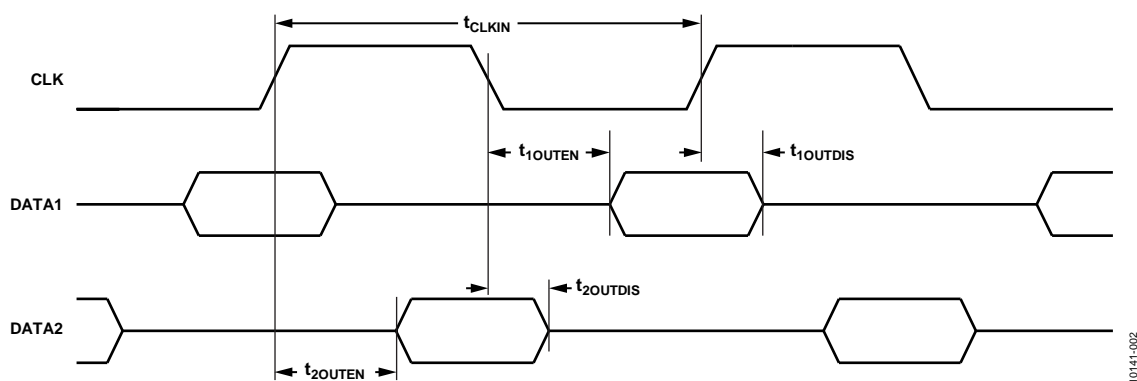 tCLKIN
CLK
t1OUTEN
t1OUTDIS
DATA1
t2OUTDIS
DATA2
t2OUTEN
10141-002